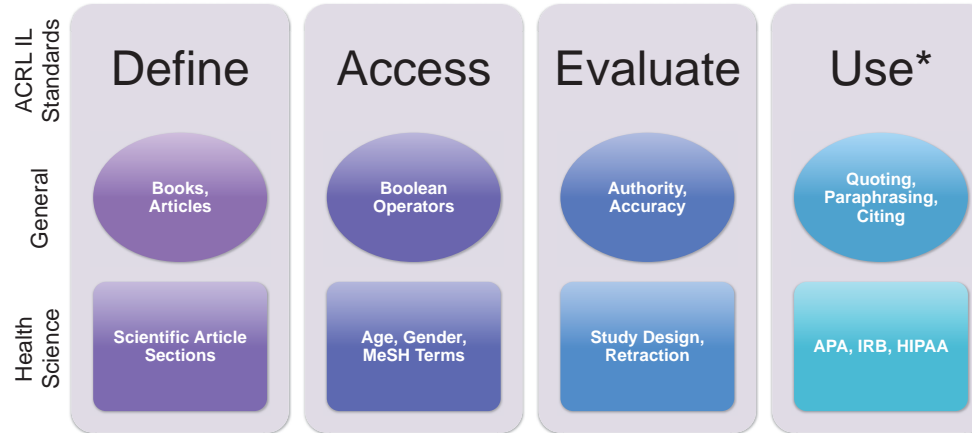 ACRL IL
Standards
Define
Access
Evaluate
Use*
General
Books,
Articles
Boolean
Operators
Authority,
Accuracy
Quoting,
Paraphrasing,
Citing
Health
Science
Scientific Article
Sections
Age, Gender,
MeSH Terms
Study Design,
Retraction
APA, IRB, HIPAA